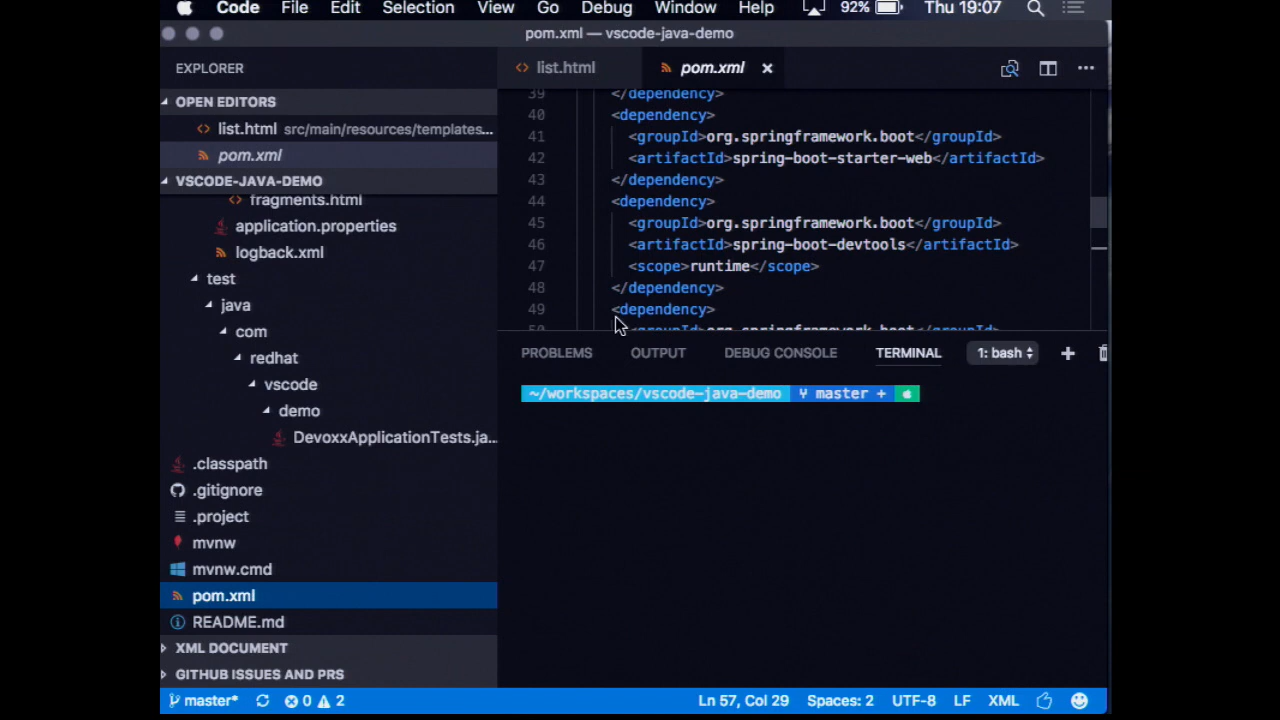 Code File Edit Selection View Go Debug Window Help 92% Thu 19:07
pom.xml — vscode-java-demo
EXPLORER
OPEN EDITORS
list.html src/main/resources/templates...
pom.xml
VSCODE-JAVA-DEMO
fragments.html
application.properties
logback.xml
test
java
com
redhat
vscode
demo
DevoxxApplicationTests.ja...
.classpath
.gitignore
.project
mvnw
mvnw.cmd
pom.xml
README.md
XML DOCUMENT
GITHUB ISSUES AND PRS
list.html pom.xml
39 </dependency>
40 <dependency>
41 <groupId>org.springframework.boot</groupId>
42 <artifactId>spring-boot-starter-web</artifactId>
43 </dependency>
44 <dependency>
45 <groupId>org.springframework.boot</groupId>
46 <artifactId>spring-boot-devtools</artifactId>
47 <scope>runtime</scope>
48 </dependency>
49 <dependency>
50 <groupId>org.springframework.boot</groupId>
PROBLEMS OUTPUT DEBUG CONSOLE TERMINAL 1: bash
~/workspaces/vscode-java-demo master +
master* 0 2 Ln 57, Col 29 Spaces: 2 UTF-8 LF XML